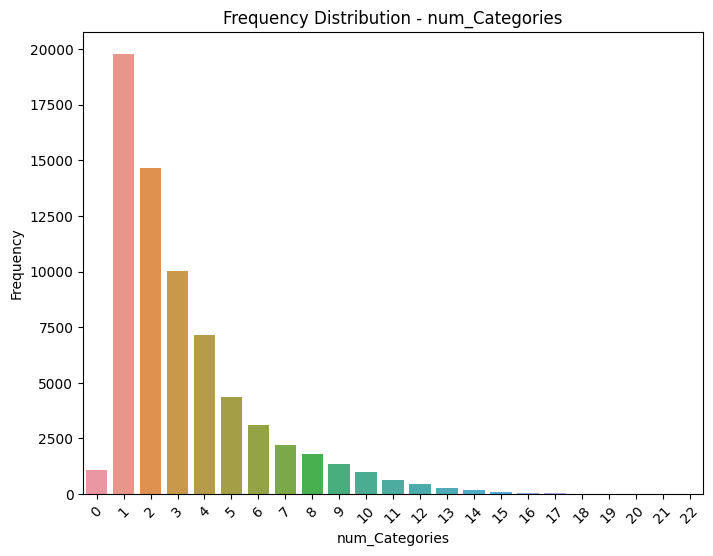 Frequency Distribution - num_Categories
20000
17500
15000
12500
10000
7500
5000
2500
0
Frequency
0 1 2 3 4 5 6 7 8 9 10 11 12 13 14 15 16 17 18 19 20 21 22
num_Categories